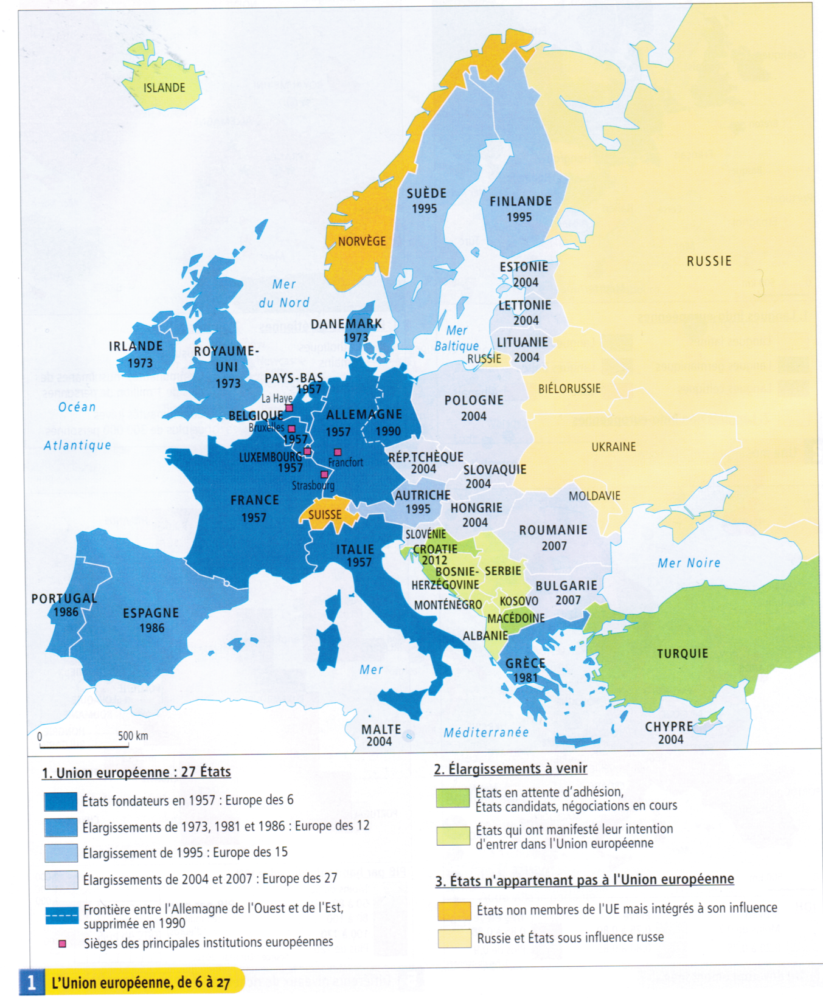 ISLANDE
SUÈDE
1995
FINLANDE
1995
NORVÈGE
RUSSIE
ESTONIE
2004
Mer
du Nord
LETTONIE
2004
DANEMARK
1973
Mer
Baltique
LITUANIE
2004
RUSSIE
IRLANDE
1973
ROYAUME-
UNI
1973
PAYS-BAS
1957
La Haye
BIÉLORUSSIE
Océan
Atlantique
BELGIQUE
Bruxelles
1957
ALLEMAGNE
1957
1990
POLOGNE
2004
LUXEMBOURG
1957
Francfort
Strasbourg
RÉP.TCHÈQUE
2004
SLOVAQUIE
2004
UKRAINE
FRANCE
1957
SUISSE
AUTRICHE
1995
HONGRIE
2004
MOLDAVIE
ROUMANIE
2007
SLOVÉNIE
CROATIE
2012
ITALIE
1957
BOSNIE-
HERZÉGOVINE
SERBIE
Mer Noire
BULGARIE
2007
PORTUGAL
1986
ESPAGNE
1986
MONTÉNÉGRO
KOSOVO
MACÉDOINE
ALBANIE
TURQUIE
GRÈCE
1981
Mer
Méditerranée
MALTE
2004
CHYPRE
2004
0 500 km
1. Union européenne : 27 États
États fondateurs en 1957 : Europe des 6
Élargissements de 1973, 1981 et 1986 : Europe des 12
Élargissement de 1995 : Europe des 15
Élargissements de 2004 et 2007 : Europe des 27
Frontière entre l'Allemagne de l'Ouest et de l'Est,
supprimée en 1990
Sièges des principales institutions européennes
2. Élargissements à venir
États en attente d'adhésion,
États candidats, négociations en cours
États qui ont manifesté leur intention
d'entrer dans l'Union européenne
3. États n'appartenant pas à l'Union européenne
États non membres de l'UE mais intégrés à son influence
Russie et États sous influence russe
1 L'Union européenne, de 6 à 27